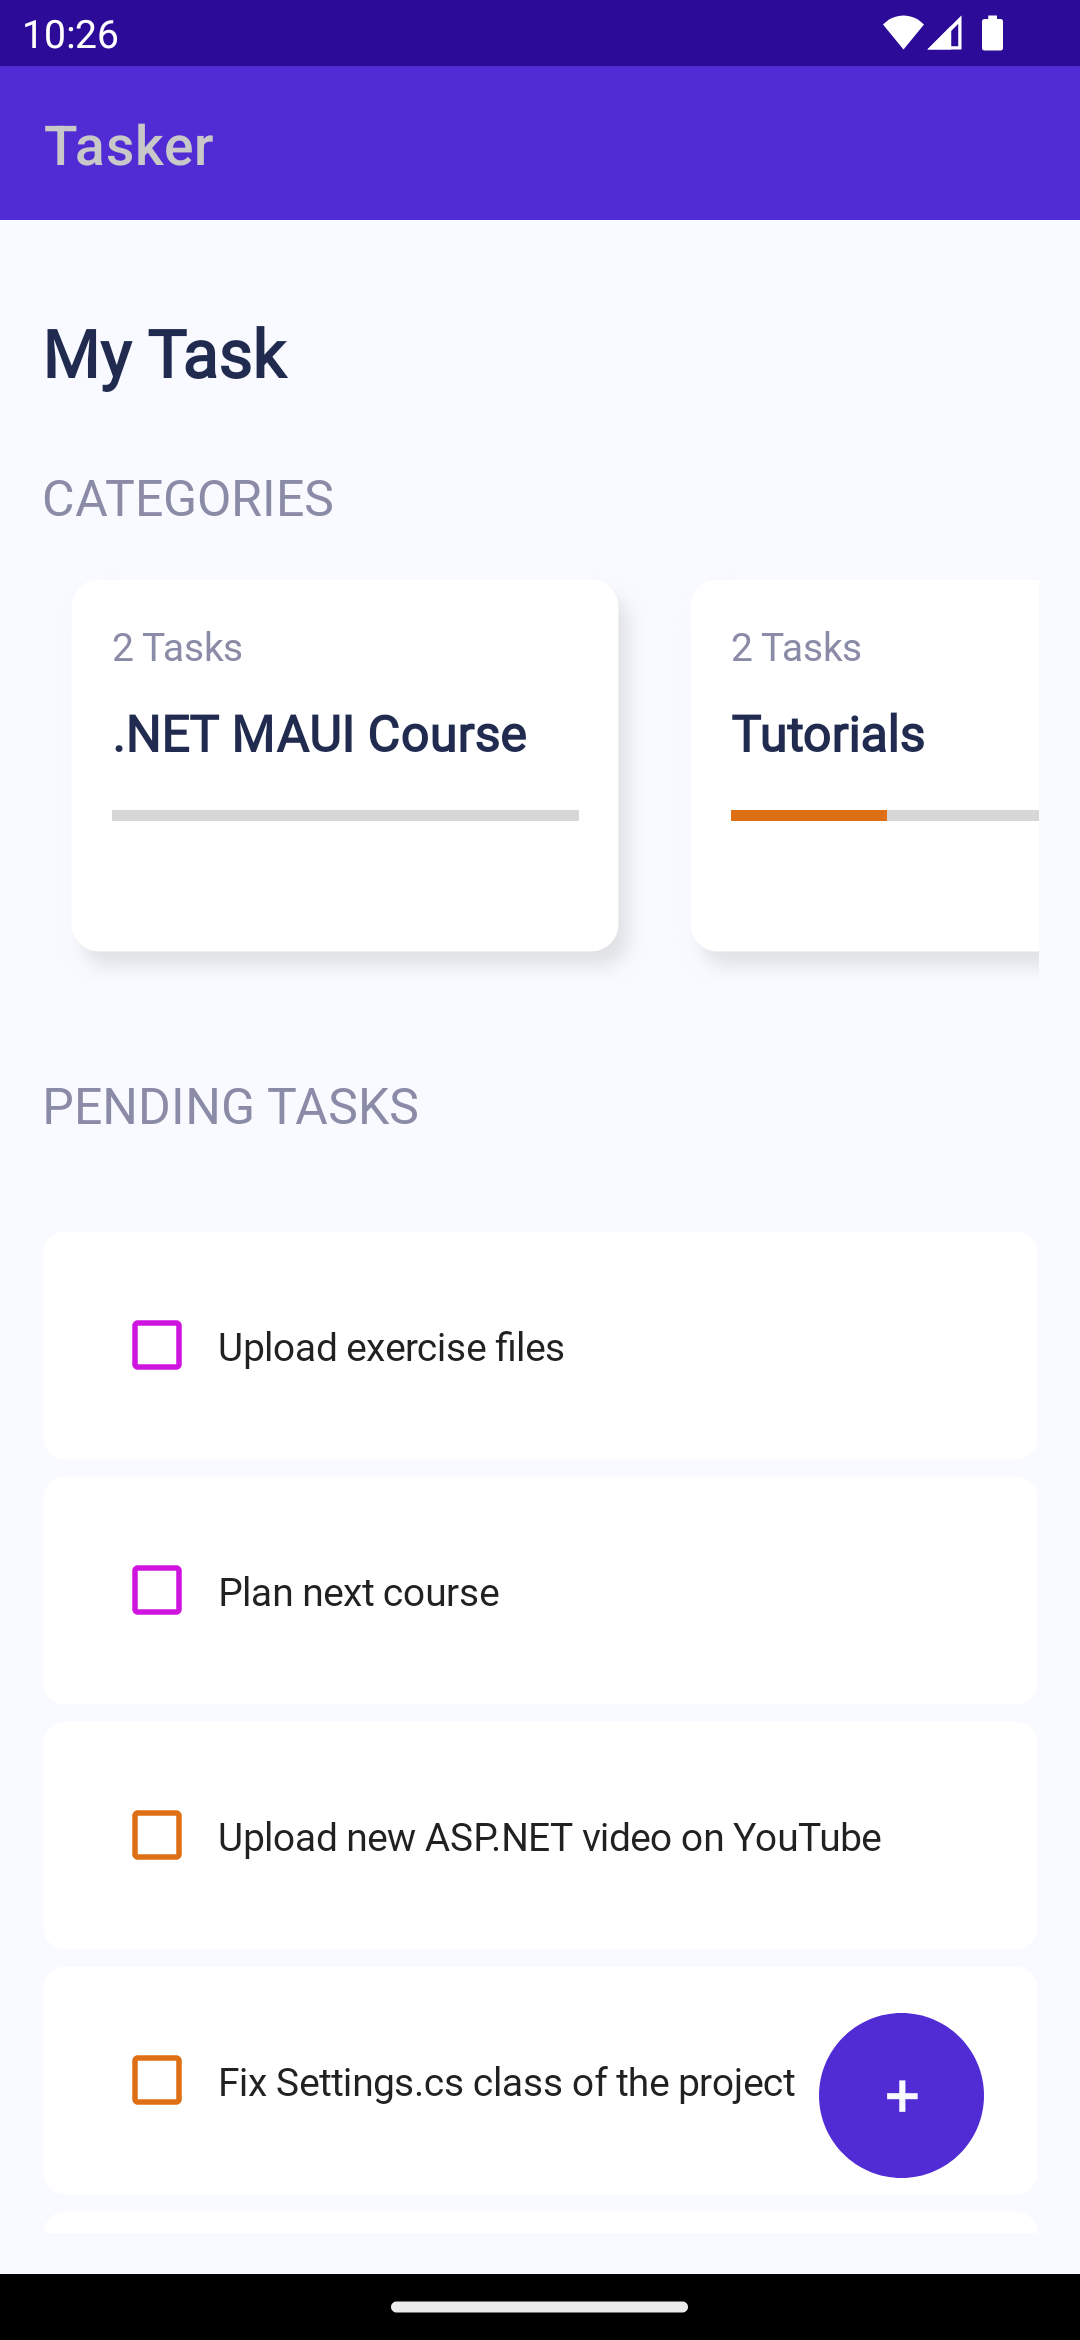 10:26
Tasker
My Task
CATEGORIES
2 Tasks
.NET MAUI Course
2 Tasks
Tutorials
PENDING TASKS
Upload exercise files
Plan next course
Upload new ASP.NET video on YouTube
Fix Settings.cs class of the project
+